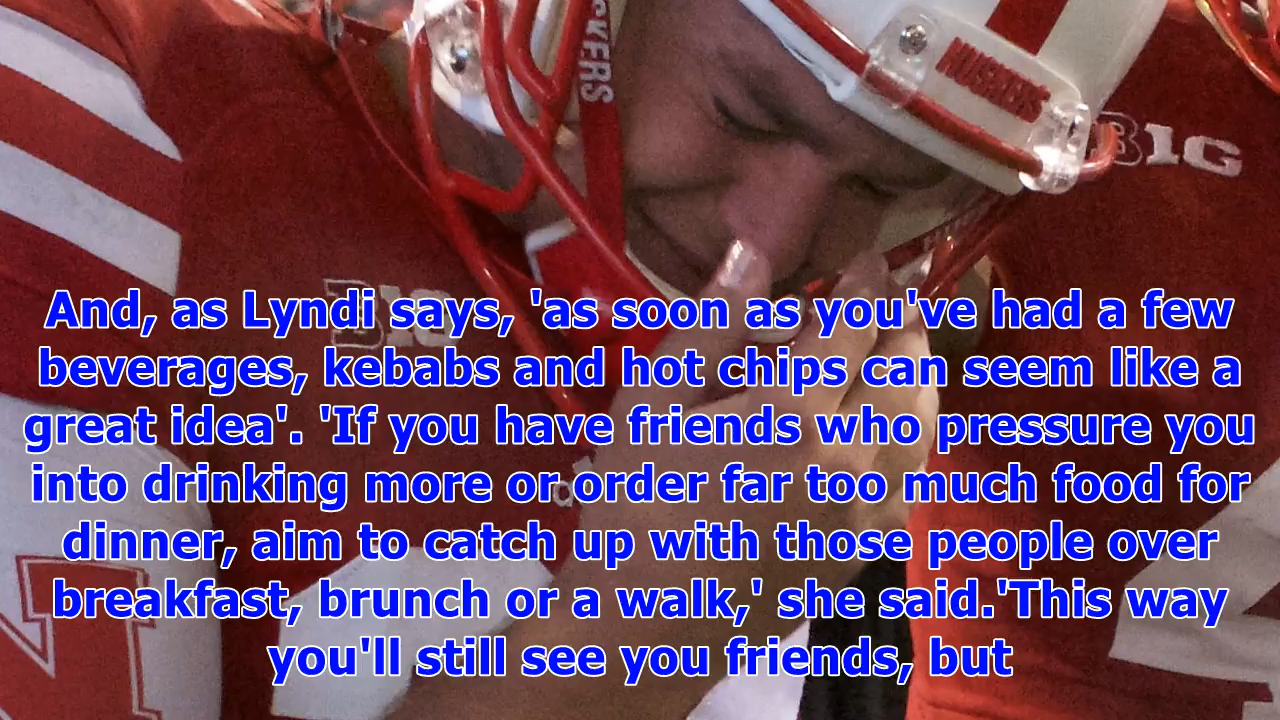 SKERS
HUSKERS
B1G
B1G
And, as Lyndi says, 'as soon as you've had a few
beverages, kebabs and hot chips can seem like a
great idea'. 'If you have friends who pressure you
into drinking more or order far too much food for
dinner, aim to catch up with those people over
breakfast, brunch or a walk,' she said.'This way
you'll still see you friends, but
N